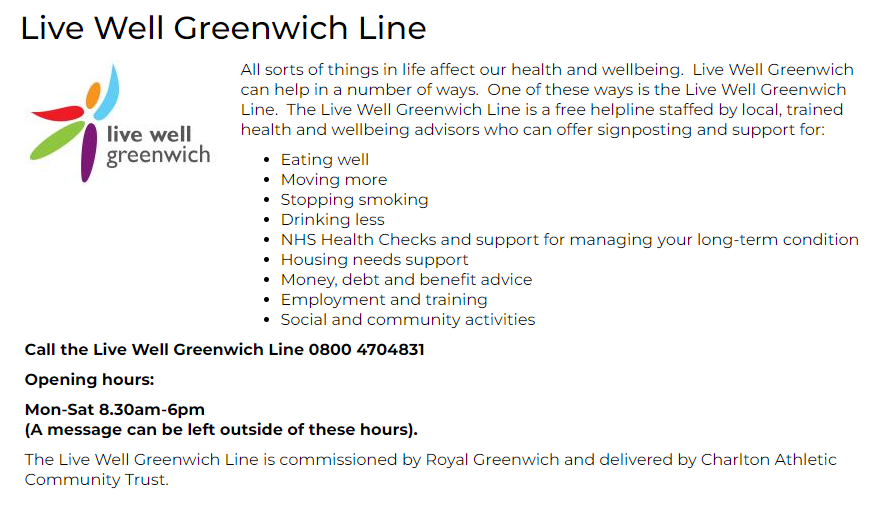 Live Well Greenwich Line
live well
greenwich
All sorts of things in life affect our health and wellbeing.  Live Well Greenwich
can help in a number of ways.  One of these ways is the Live Well Greenwich
Line.  The Live Well Greenwich Line is a free helpline staffed by local, trained
health and wellbeing advisors who can offer signposting and support for:
• Eating well
• Moving more
• Stopping smoking
• Drinking less
• NHS Health Checks and support for managing your long-term condition
• Housing needs support
• Money, debt and benefit advice
• Employment and training
• Social and community activities
Call the Live Well Greenwich Line 0800 4704831
Opening hours:
Mon-Sat 8.30am-6pm
(A message can be left outside of these hours).
The Live Well Greenwich Line is commissioned by Royal Greenwich and delivered by Charlton Athletic
Community Trust.